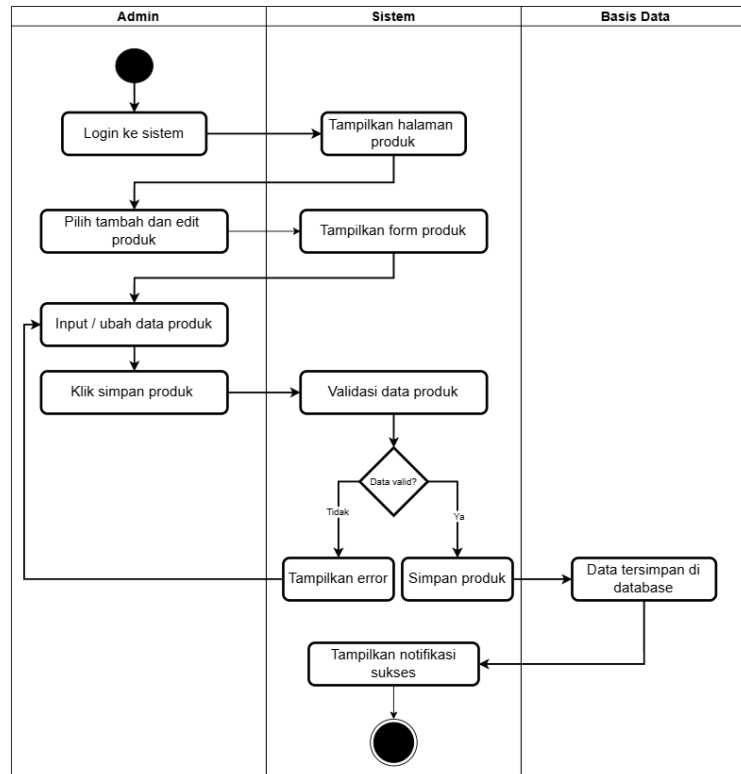 Admin
Sistem
Basis Data
Login ke sistem
Tampilkan halaman
produk
Pilih tambah dan edit
produk
Tampilkan form produk
Input / ubah data produk
Klik simpan produk
Validasi data produk
Data valid?
Tidak
Ya
Tampilkan error
Simpan produk
Data tersimpan di
database
Tampilkan notifikasi
sukses